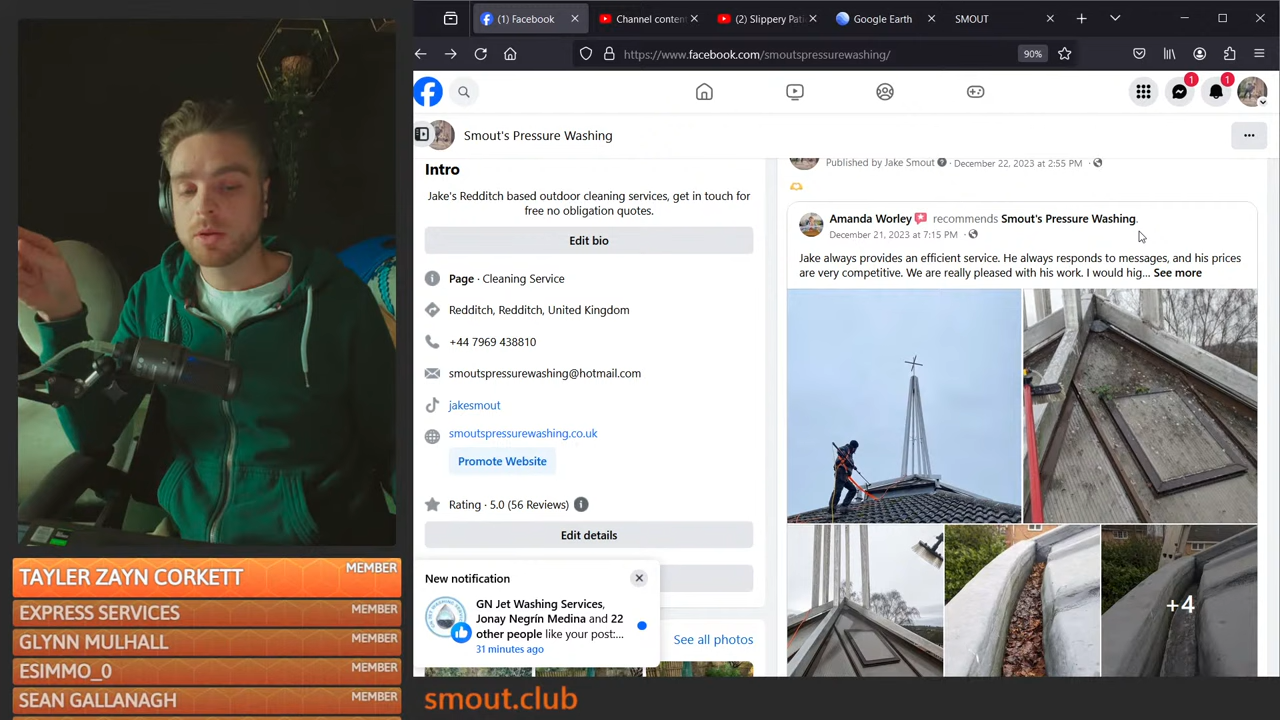 (1) Facebook
Channel content
(2) Slippery Pati
Google Earth
SMOUT
https://www.facebook.com/smoutspressurewashing/
90%
1
1
Smout's Pressure Washing
Intro
Jake's Redditch based outdoor cleaning services, get in touch for
free no obligation quotes.
Edit bio
Page · Cleaning Service
Redditch, Redditch, United Kingdom
+44 7969 438810
smoutspressurewashing@hotmail.com
jakesmout
smoutspressurewashing.co.uk
Promote Website
Rating · 5.0 (56 Reviews)
Edit details
New notification
GN Jet Washing Services,
Jonay Negrín Medina and 22
other people like your post:...
31 minutes ago
See all photos
Published by Jake Smout
December 22, 2023 at 2:55 PM
Amanda Worley recommends Smout's Pressure Washing.
December 21, 2023 at 7:15 PM
Jake always provides an efficient service. He always responds to messages, and his prices
are very competitive. We are really pleased with his work. I would hig... See more
+4
TAYLER ZAYN CORKETT MEMBER
EXPRESS SERVICES MEMBER
GLYNN MULHALL MEMBER
ESIMMO_0 MEMBER
SEAN GALLANAGH MEMBER
smout.club